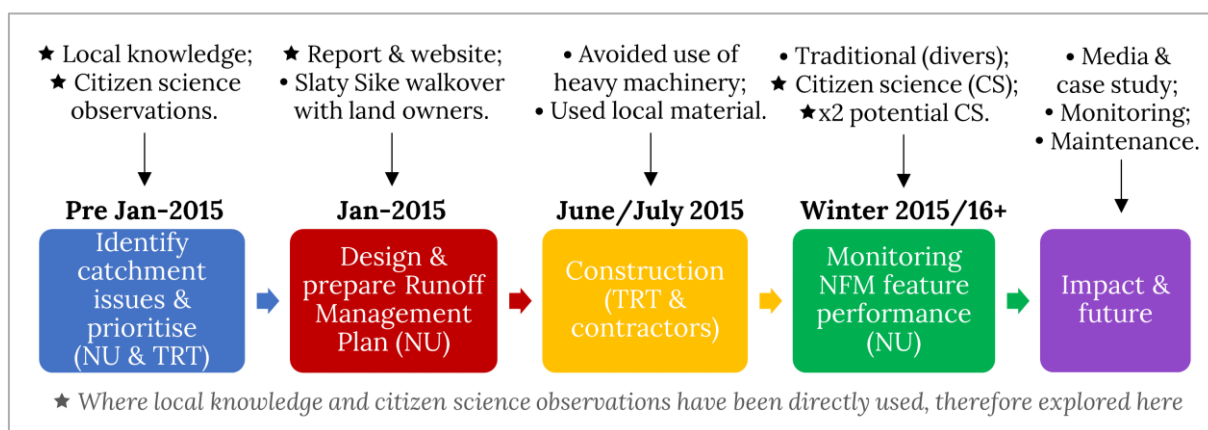 ★ Local knowledge;
★ Citizen science
observations.
★ Report & website;
• Slaty Sike walkover
with land owners.
• Avoided use of
heavy machinery;
• Used local material.
• Traditional (divers);
★ Citizen science (CS);
★x2 potential CS.
• Media &
case study;
• Monitoring;
• Maintenance.
Pre Jan-2015
Jan-2015
June/July 2015
Winter 2015/16+
Identify
catchment
issues &
prioritise
(NU & TRT)
Design &
prepare Runoff
Management
Plan (NU)
Construction
(TRT &
contractors)
Monitoring
NFM feature
performance
(NU)
Impact &
future
★ Where local knowledge and citizen science observations have been directly used, therefore explored here